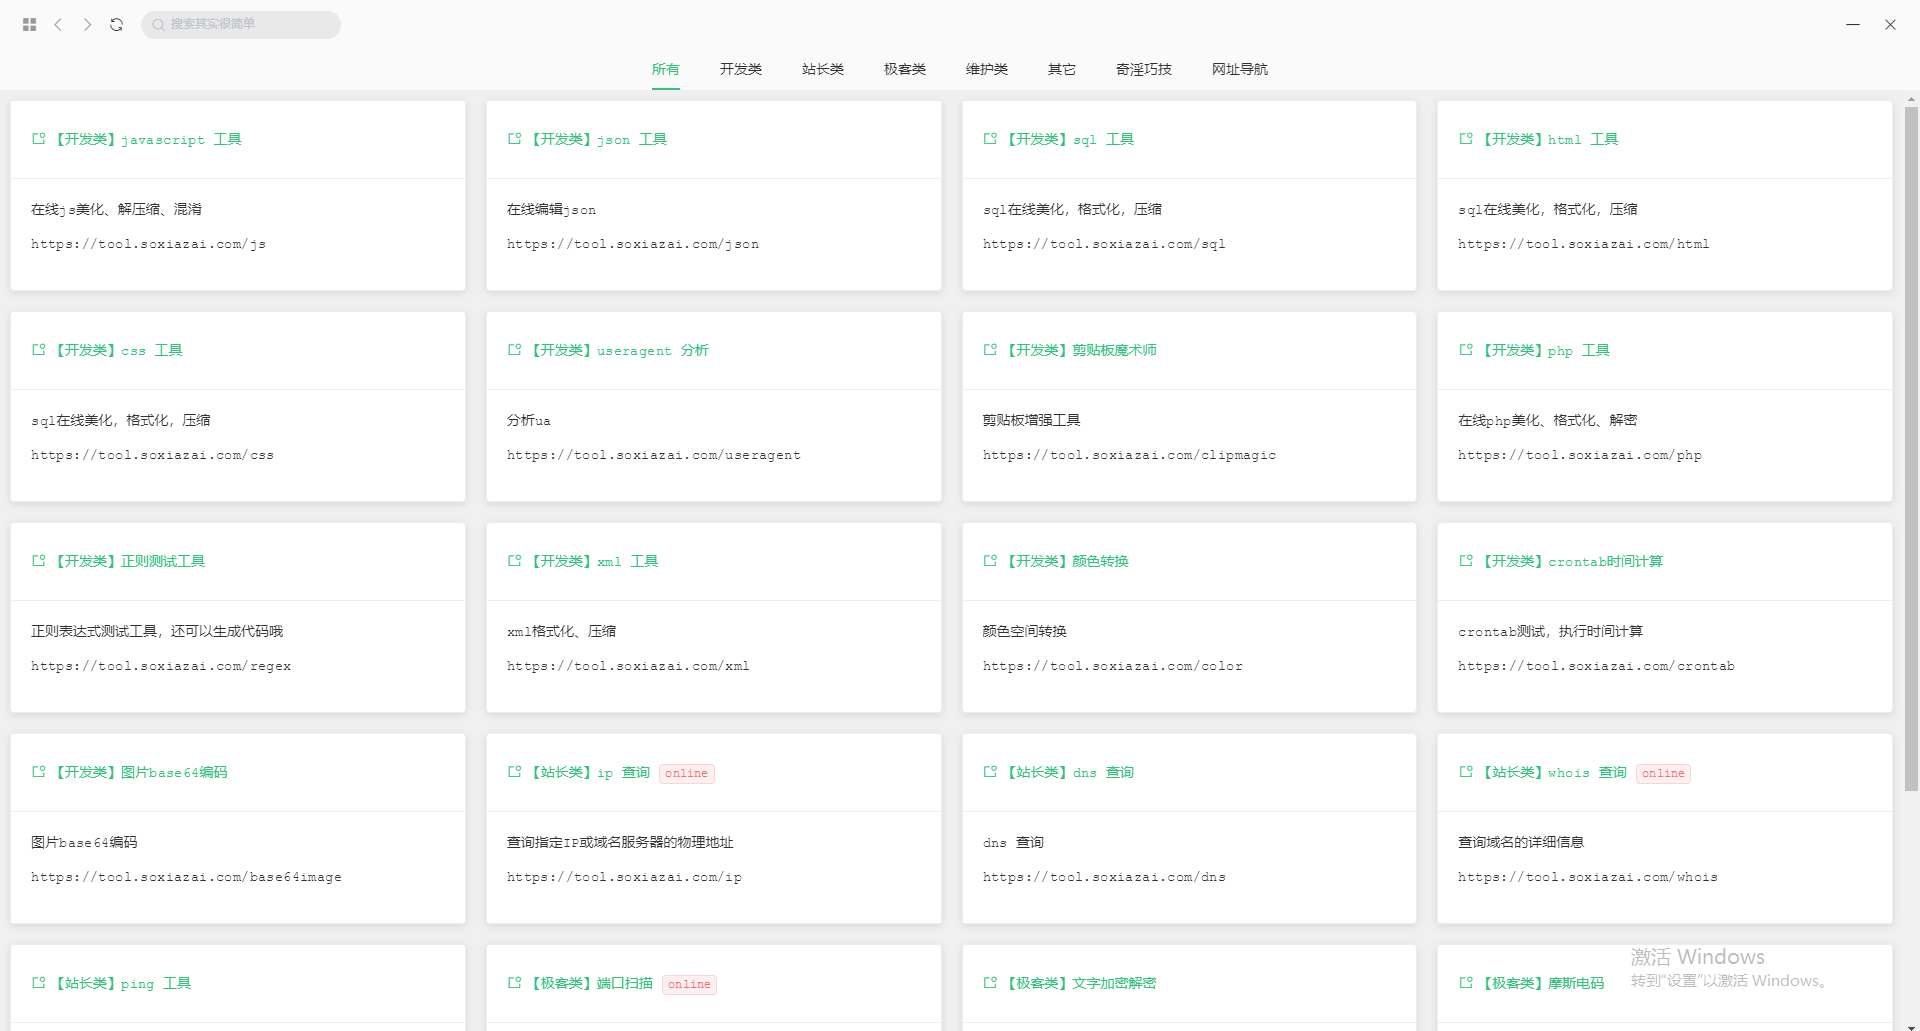 搜索其实很简单
所有 开发类 站长类 极客类 维护类 其它 奇淫巧技 网址导航
【开发类】javascript 工具
在线js美化、解压缩、混淆
https://tool.soxiazai.com/js
【开发类】json 工具
在线编辑json
https://tool.soxiazai.com/json
【开发类】sql 工具
sql在线美化，格式化，压缩
https://tool.soxiazai.com/sql
【开发类】html 工具
sql在线美化，格式化，压缩
https://tool.soxiazai.com/html
【开发类】css 工具
sql在线美化，格式化，压缩
https://tool.soxiazai.com/css
【开发类】useragent 分析
分析ua
https://tool.soxiazai.com/useragent
【开发类】剪贴板魔术师
剪贴板增强工具
https://tool.soxiazai.com/clipmagic
【开发类】php 工具
在线php美化、格式化、解密
https://tool.soxiazai.com/php
【开发类】正则测试工具
正则表达式测试工具，还可以生成代码哦
https://tool.soxiazai.com/regex
【开发类】xml 工具
xml格式化、压缩
https://tool.soxiazai.com/xml
【开发类】颜色转换
颜色空间转换
https://tool.soxiazai.com/color
【开发类】crontab时间计算
crontab测试，执行时间计算
https://tool.soxiazai.com/crontab
【开发类】图片base64编码
图片base64编码
https://tool.soxiazai.com/base64image
【站长类】ip 查询 online
查询指定IP或域名服务器的物理地址
https://tool.soxiazai.com/ip
【站长类】dns 查询
dns 查询
https://tool.soxiazai.com/dns
【站长类】whois 查询 online
查询域名的详细信息
https://tool.soxiazai.com/whois
【站长类】ping 工具
【极客类】端口扫描 online
【极客类】文字加密解密
【极客类】摩斯电码
激活 Windows
转到“设置”以激活 Windows。